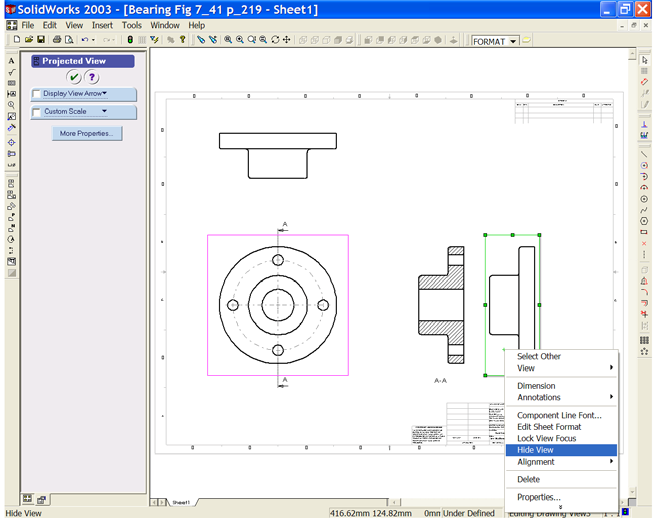 SolidWorks 2003 - [Bearing Fig 7_41 p_219 - Sheet1]
File Edit View Insert Tools Window Help
FORMAT
Projected View
Display View Arrow
Custom Scale
More Properties...
A
A
A-A
Select Other
View
Dimension
Annotations
Component Line Font...
Edit Sheet Format
Lock View Focus
Hide View
Alignment
Delete
Properties...
Sheet1
Hide View 416.62mm 124.82mm 0mm Under Defined Editing Drawing View3